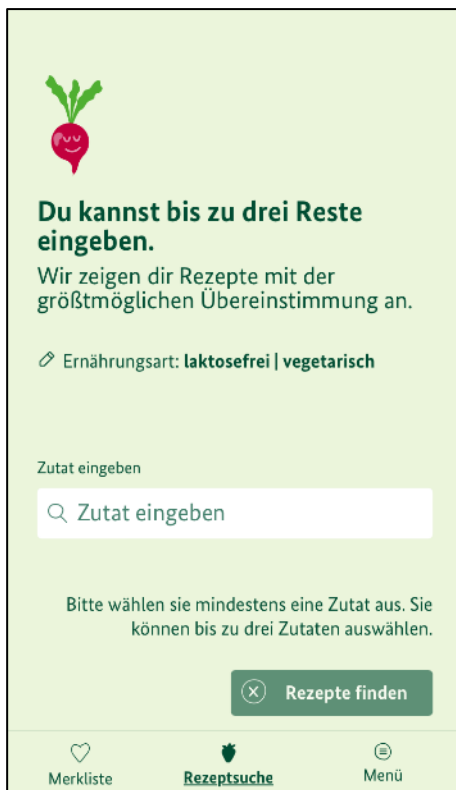 Du kannst bis zu drei Reste
eingeben.
Wir zeigen dir Rezepte mit der
größtmöglichen Übereinstimmung an.
Ernährungsart: laktosefrei | vegetarisch
Zutat eingeben
Zutat eingeben
Bitte wählen sie mindestens eine Zutat aus. Sie
können bis zu drei Zutaten auswählen.
Rezepte finden
Merkliste Rezeptsuche Menü